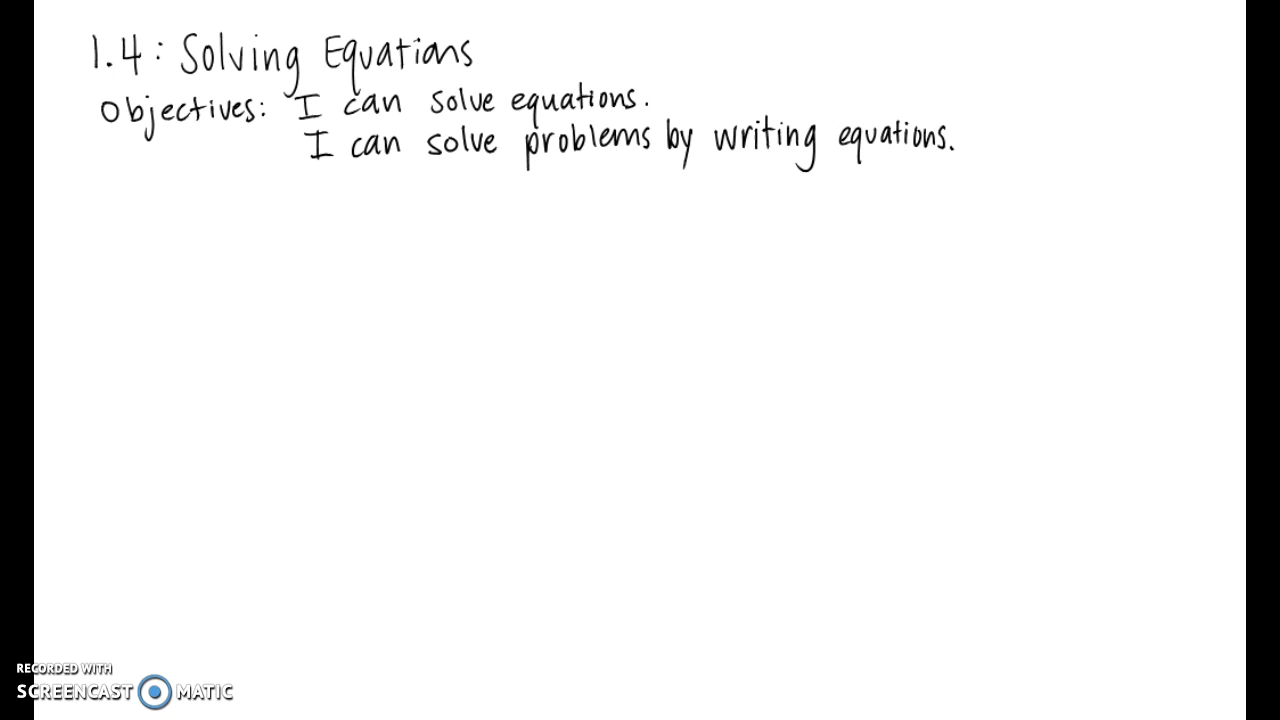 1.4: Solving Equations
Objectives: I can solve equations.
I can solve problems by writing equations.
RECORDED WITH
SCREENCAST MATIC